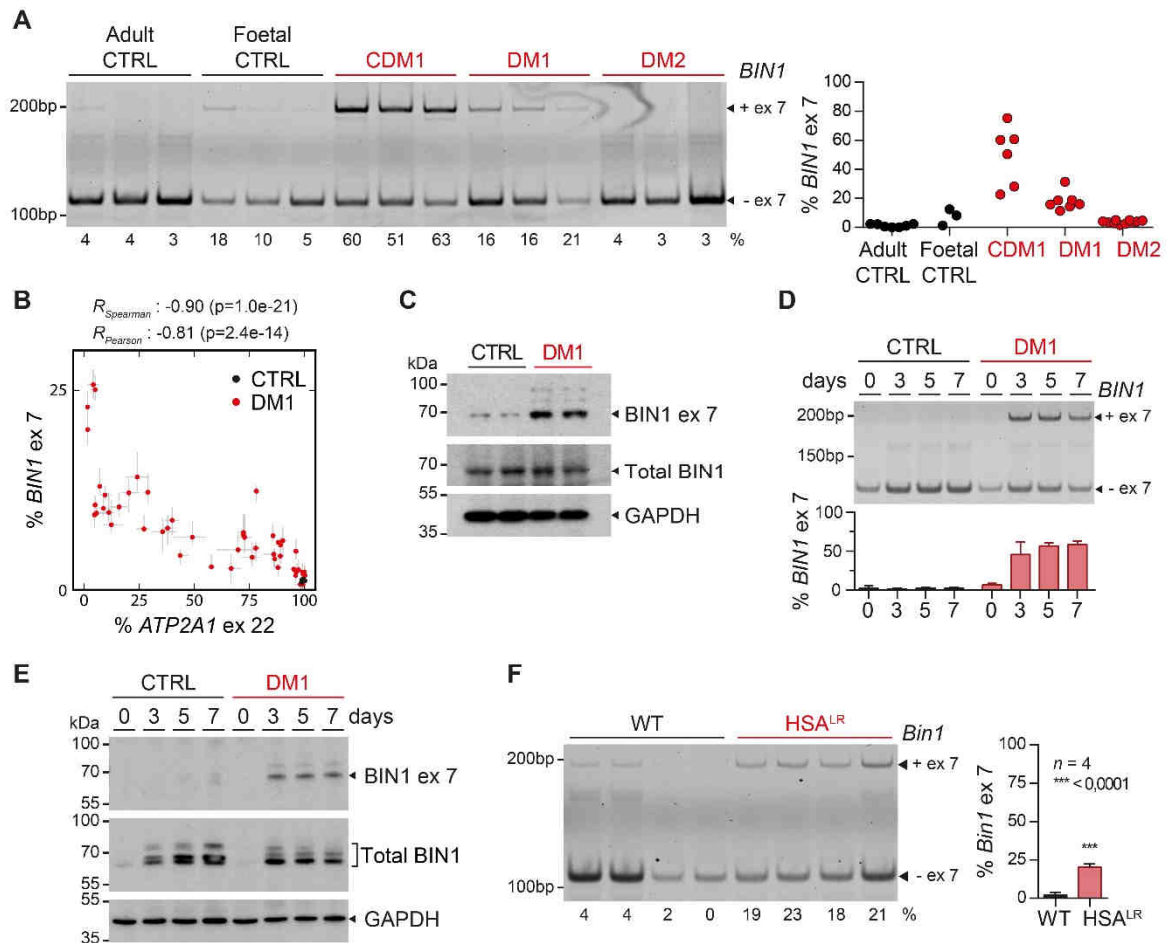 A
Adult CTRL
Foetal CTRL
CDM1
DM1
DM2
BIN1
200bp
+ ex 7
100bp
- ex 7
4 4 3 18 10 5 60 51 63 16 16 21 4 3 3 %
% BIN1 ex 7
100
80
60
40
20
0
Adult CTRL
Foetal CTRL
CDM1
DM1
DM2
B
R Spearman : -0.90 (p=1.0e-21)
R Pearson : -0.81 (p=2.4e-14)
% BIN1 ex 7
25
0
CTRL
DM1
0 25 50 75 100
% ATP2A1 ex 22
C
kDa
CTRL DM1
100
70
BIN1 ex 7
70
55
Total BIN1
55
35
GAPDH
D
CTRL DM1
days 0 3 5 7 0 3 5 7
BIN1
200bp
+ ex 7
150bp
- ex 7
% BIN1 ex 7
100
50
0
0 3 5 7 0 3 5 7
E
CTRL DM1
kDa
0 3 5 7 0 3 5 7 days
100
70
55
BIN1 ex 7
100
70
55
Total BIN1
55
35
GAPDH
F
WT HSA^LR
Bin1
200bp
+ ex 7
100bp
- ex 7
4 4 2 0 19 23 18 21 %
% Bin1 ex 7
100
75
50
25
0
n = 4
*** < 0,0001
***
WT HSA^LR